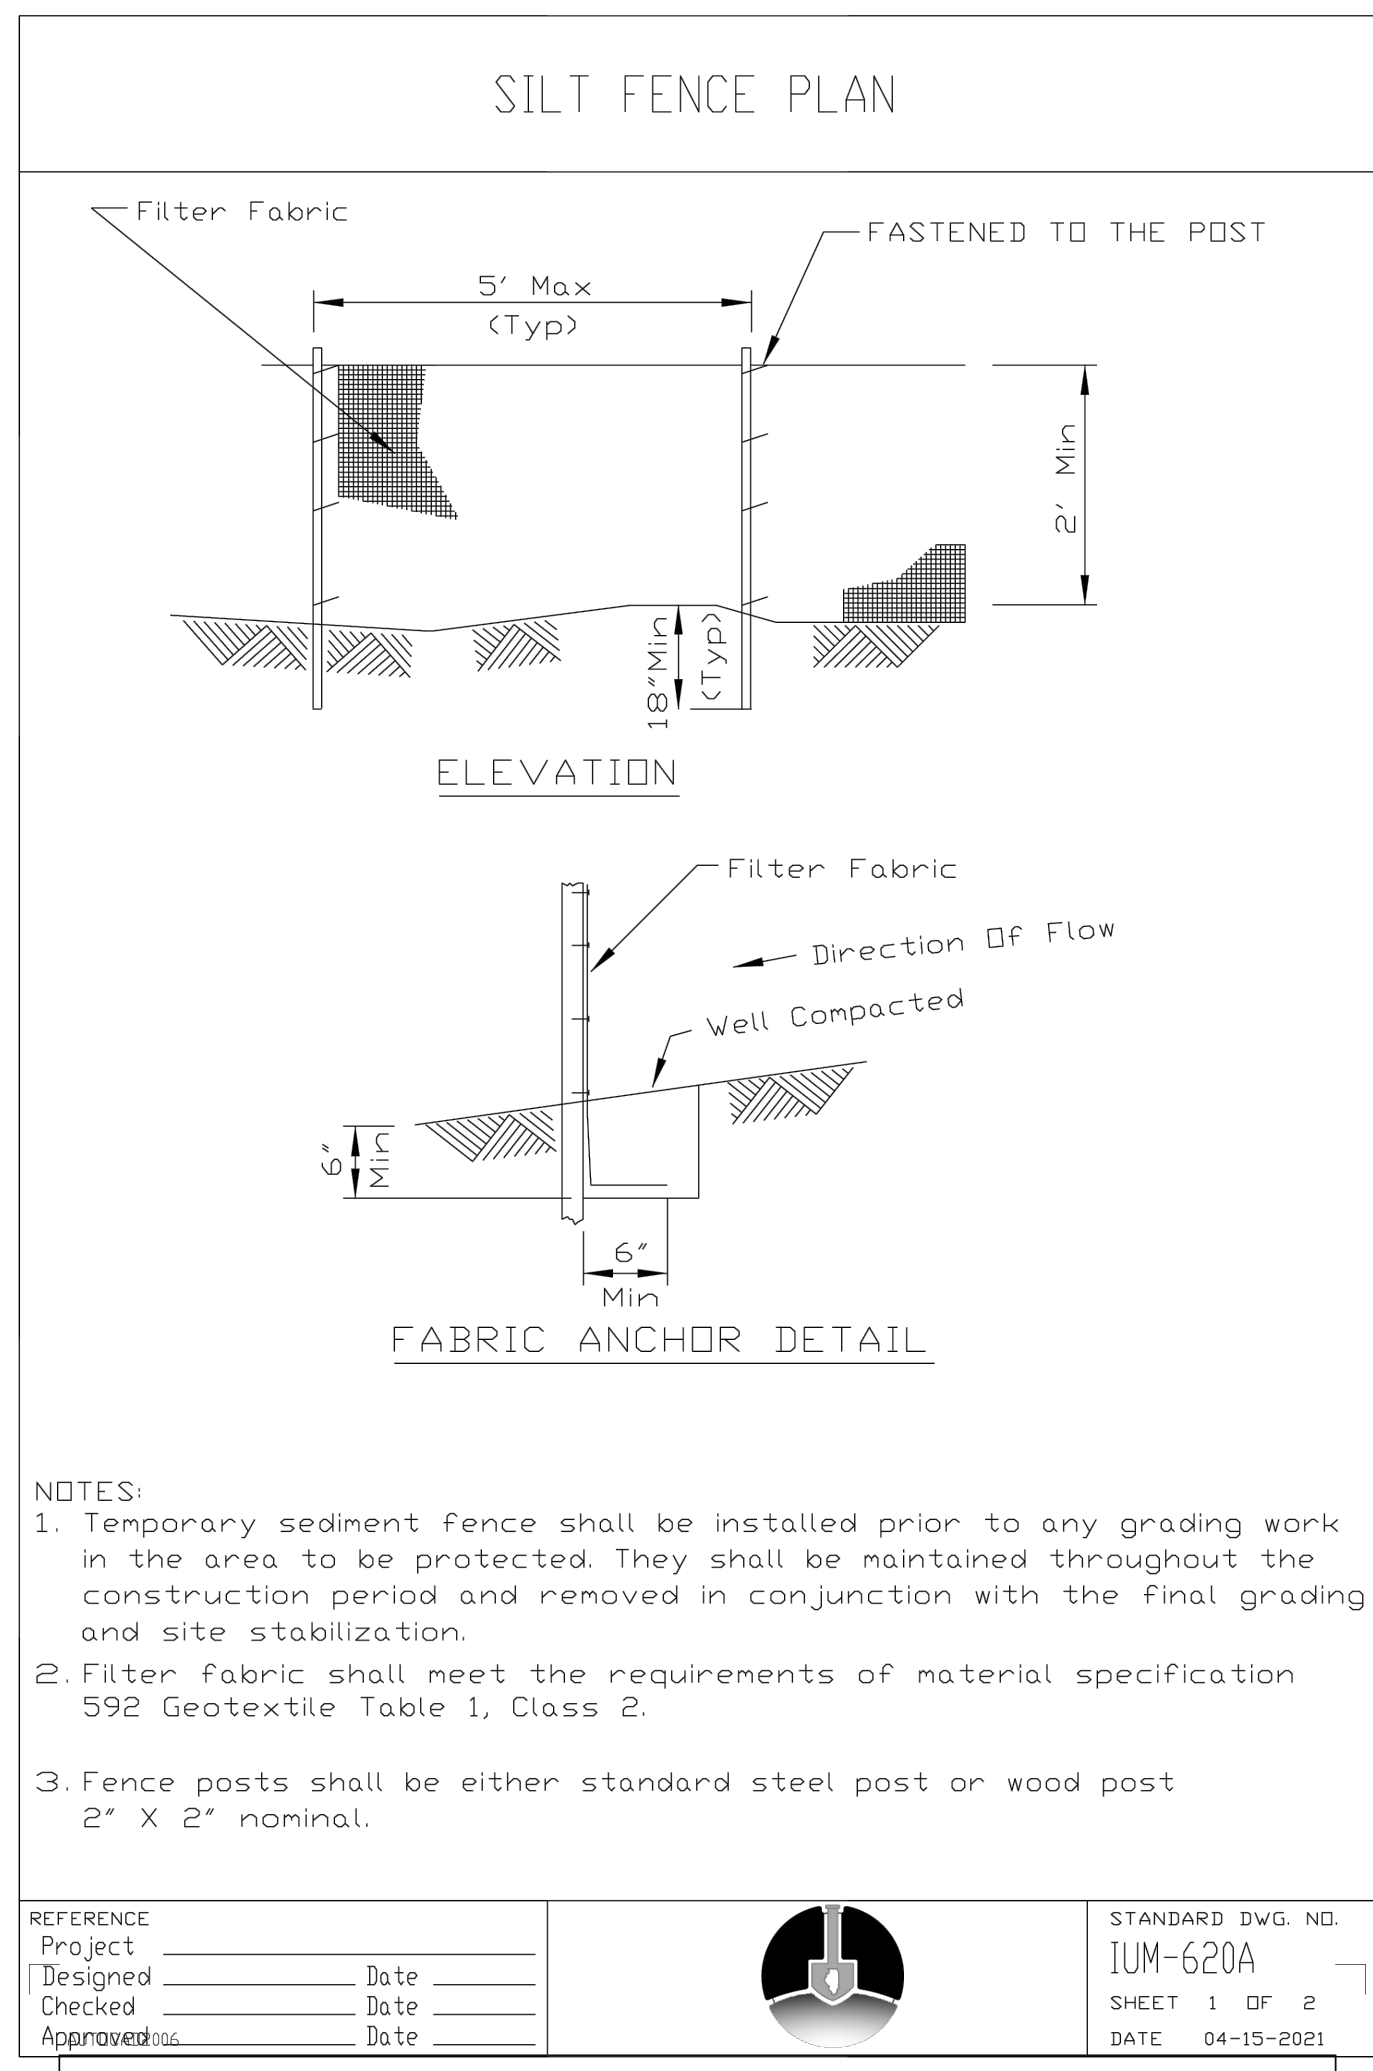 SILT FENCE PLAN
Filter Fabric
FASTENED TO THE POST
5' Max
(Typ)
2' Min
18"Min
(Typ)
ELEVATION
Filter Fabric
Direction Of Flow
Well Compacted
6"
Min
6"
Min
FABRIC ANCHOR DETAIL
NOTES:
1. Temporary sediment fence shall be installed prior to any grading work
in the area to be protected. They shall be maintained throughout the
construction period and removed in conjunction with the final grading
and site stabilization.
2. Filter fabric shall meet the requirements of material specification
592 Geotextile Table 1, Class 2.
3. Fence posts shall be either standard steel post or wood post
2" X 2" nominal.
REFERENCE
Project
Designed Date
Checked Date
Approved Date
AUTOCAD2006
STANDARD DWG. NO.
IUM-620A
SHEET 1 OF 2
DATE 04-15-2021